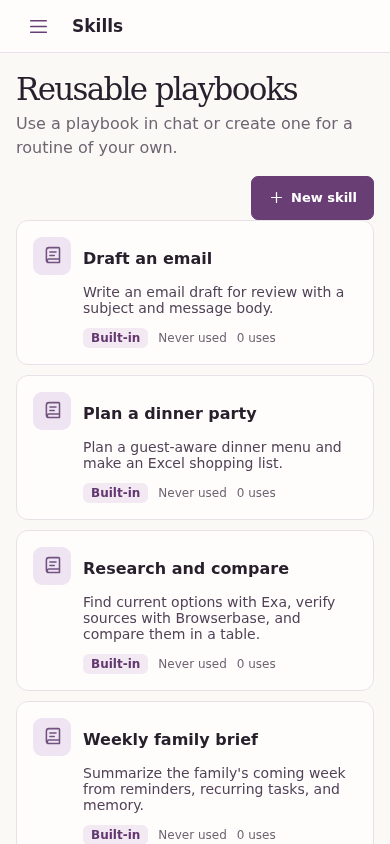 Skills
Reusable playbooks
Use a playbook in chat or create one for a
routine of your own.
New skill
Draft an email
Write an email draft for review with a
subject and message body.
Built-in Never used 0 uses
Plan a dinner party
Plan a guest-aware dinner menu and
make an Excel shopping list.
Built-in Never used 0 uses
Research and compare
Find current options with Exa, verify
sources with Browserbase, and
compare them in a table.
Built-in Never used 0 uses
Weekly family brief
Summarize the family's coming week
from reminders, recurring tasks, and
memory.
Built-in Never used 0 uses